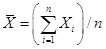 X̄ = (∑ᵢ₌₁ⁿ Xᵢ) / n